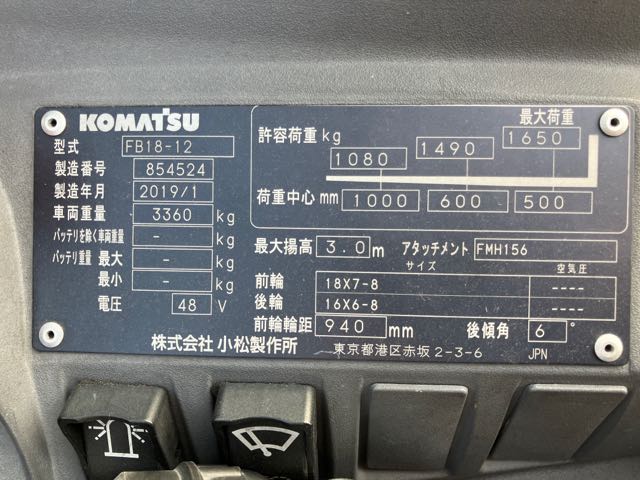 KOMATSU
型式 FB18-12
製造番号 854524
製造年月 2019/1
車両重量 3360 kg
バッテリを除く車両重量 - kg
バッテリ重量 最大 - kg
最小 - kg
電圧 48 V
株式会社 小松製作所
最大荷重
許容荷重 kg 1080 1490 1650
荷重中心 mm 1000 600 500
最大揚高 3.0 m アタッチメント FMH156
サイズ 空気圧
前輪 18X7-8 ----
後輪 16X6-8 ----
前輪輪距 940 mm 後傾角 6 °
東京都港区赤坂 2-3-6 JPN